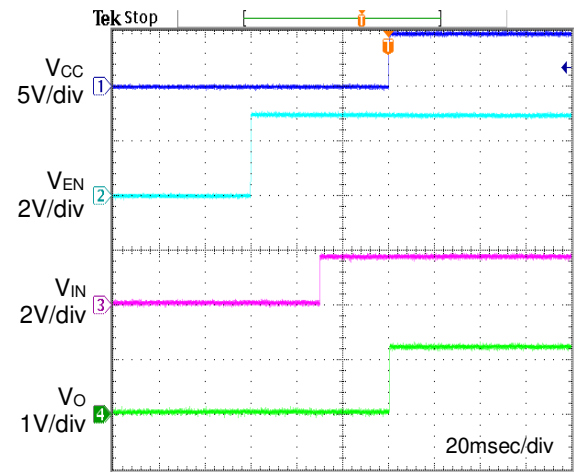 Tek Stop
T
T
VCC
5V/div
1
VEN
2V/div
2
VIN
2V/div
3
VO
1V/div
4
20msec/div